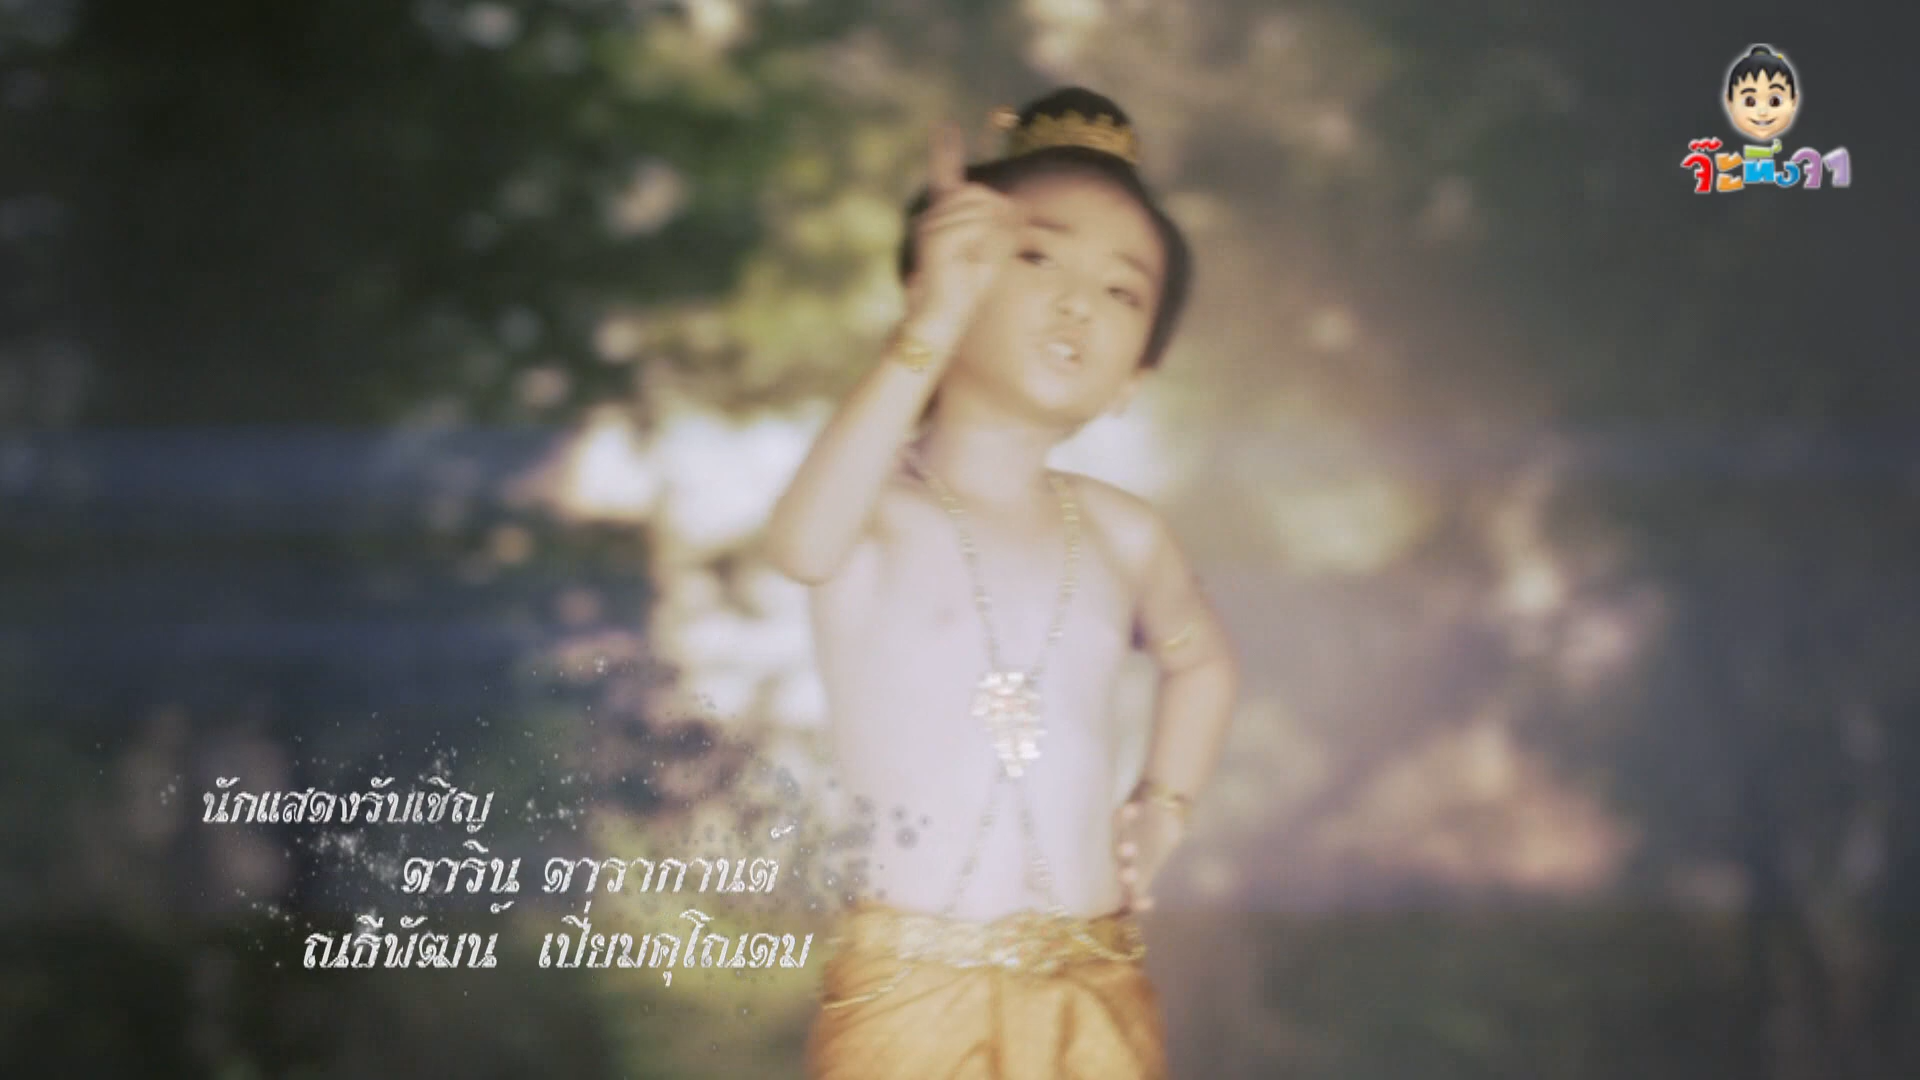 จ๊ะทิงจา
นักแสดงรับเชิญ
ดาริน ดารากานต์
ณธีพัฒน์ เปี่ยมคุโณดม